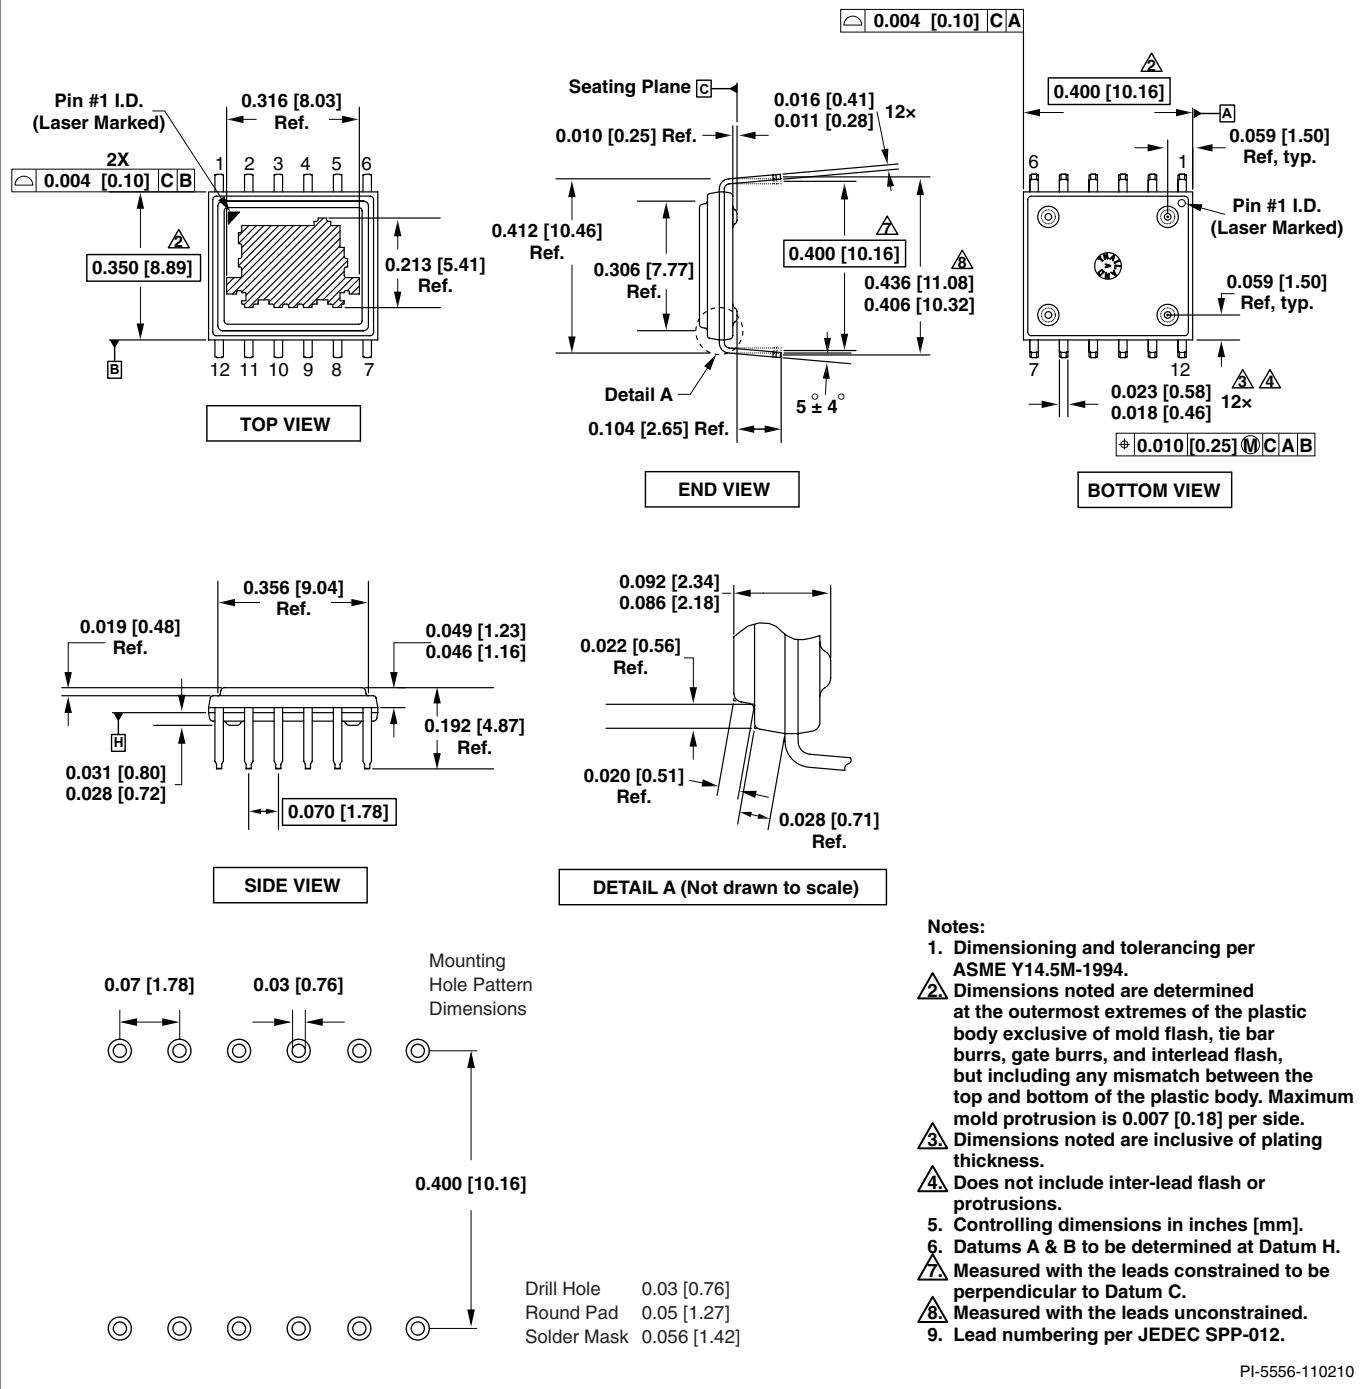 0.004 [0.10] C A
Pin #1 I.D.
(Laser Marked)
0.316 [8.03]
Ref.
2X
0.004 [0.10] C B
1 2 3 4 5 6
2
0.350 [8.89]
0.213 [5.41]
Ref.
B
12 11 10 9 8 7
TOP VIEW
Seating Plane C
0.016 [0.41]
0.011 [0.28]
12×
0.010 [0.25] Ref.
0.412 [10.46]
Ref.
0.306 [7.77]
Ref.
7
0.400 [10.16]
8
0.436 [11.08]
0.406 [10.32]
Detail A
5° ± 4°
0.104 [2.65] Ref.
END VIEW
2
0.400 [10.16]
A
0.059 [1.50]
Ref, typ.
6 1
Pin #1 I.D.
(Laser Marked)
0.059 [1.50]
Ref, typ.
7 12
3 4
0.023 [0.58]
0.018 [0.46]
12×
⌖ 0.010 [0.25] Ⓜ C A B
BOTTOM VIEW
0.356 [9.04]
Ref.
0.019 [0.48]
Ref.
0.049 [1.23]
0.046 [1.16]
H
0.192 [4.87]
Ref.
0.031 [0.80]
0.028 [0.72]
0.070 [1.78]
SIDE VIEW
0.092 [2.34]
0.086 [2.18]
0.022 [0.56]
Ref.
0.020 [0.51]
Ref.
0.028 [0.71]
Ref.
DETAIL A (Not drawn to scale)
0.07 [1.78]
0.03 [0.76]
Mounting
Hole Pattern
Dimensions
0.400 [10.16]
Drill Hole 0.03 [0.76]
Round Pad 0.05 [1.27]
Solder Mask 0.056 [1.42]
Notes:
1. Dimensioning and tolerancing per
ASME Y14.5M-1994.
2. Dimensions noted are determined
at the outermost extremes of the plastic
body exclusive of mold flash, tie bar
burrs, gate burrs, and interlead flash,
but including any mismatch between the
top and bottom of the plastic body. Maximum
mold protrusion is 0.007 [0.18] per side.
3. Dimensions noted are inclusive of plating
thickness.
4. Does not include inter-lead flash or
protrusions.
5. Controlling dimensions in inches [mm].
6. Datums A & B to be determined at Datum H.
7. Measured with the leads constrained to be
perpendicular to Datum C.
8. Measured with the leads unconstrained.
9. Lead numbering per JEDEC SPP-012.
PI-5556-110210